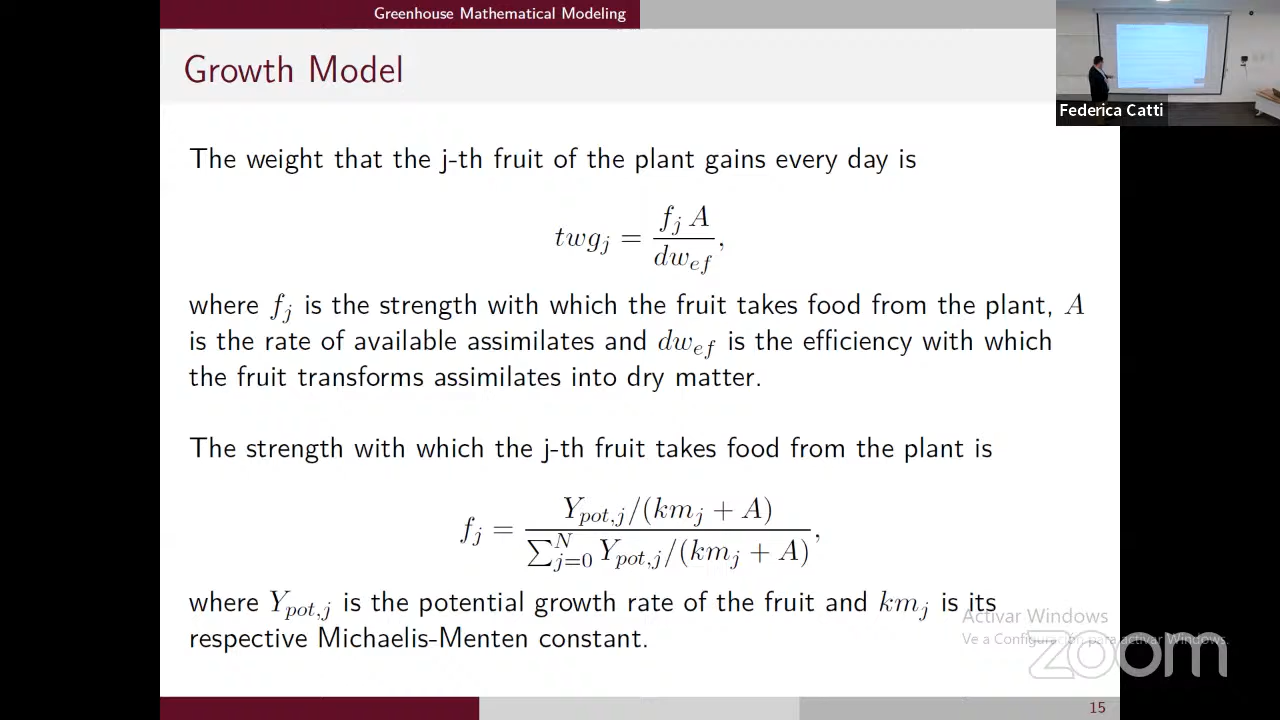 Greenhouse Mathematical Modeling
Growth Model
Federica Catti
The weight that the j-th fruit of the plant gains every day is
twg_j = f_j A / dw_ef,
where f_j is the strength with which the fruit takes food from the plant, A
is the rate of available assimilates and dw_ef is the efficiency with which
the fruit transforms assimilates into dry matter.
The strength with which the j-th fruit takes food from the plant is
f_j = Y_pot,j/(km_j + A) / ∑_{j=0}^{N} Y_pot,j/(km_j + A),
where Y_pot,j is the potential growth rate of the fruit and km_j is its
respective Michaelis-Menten constant.
Activar Windows
Ve a Configuración para activar Windows.
zoom
15